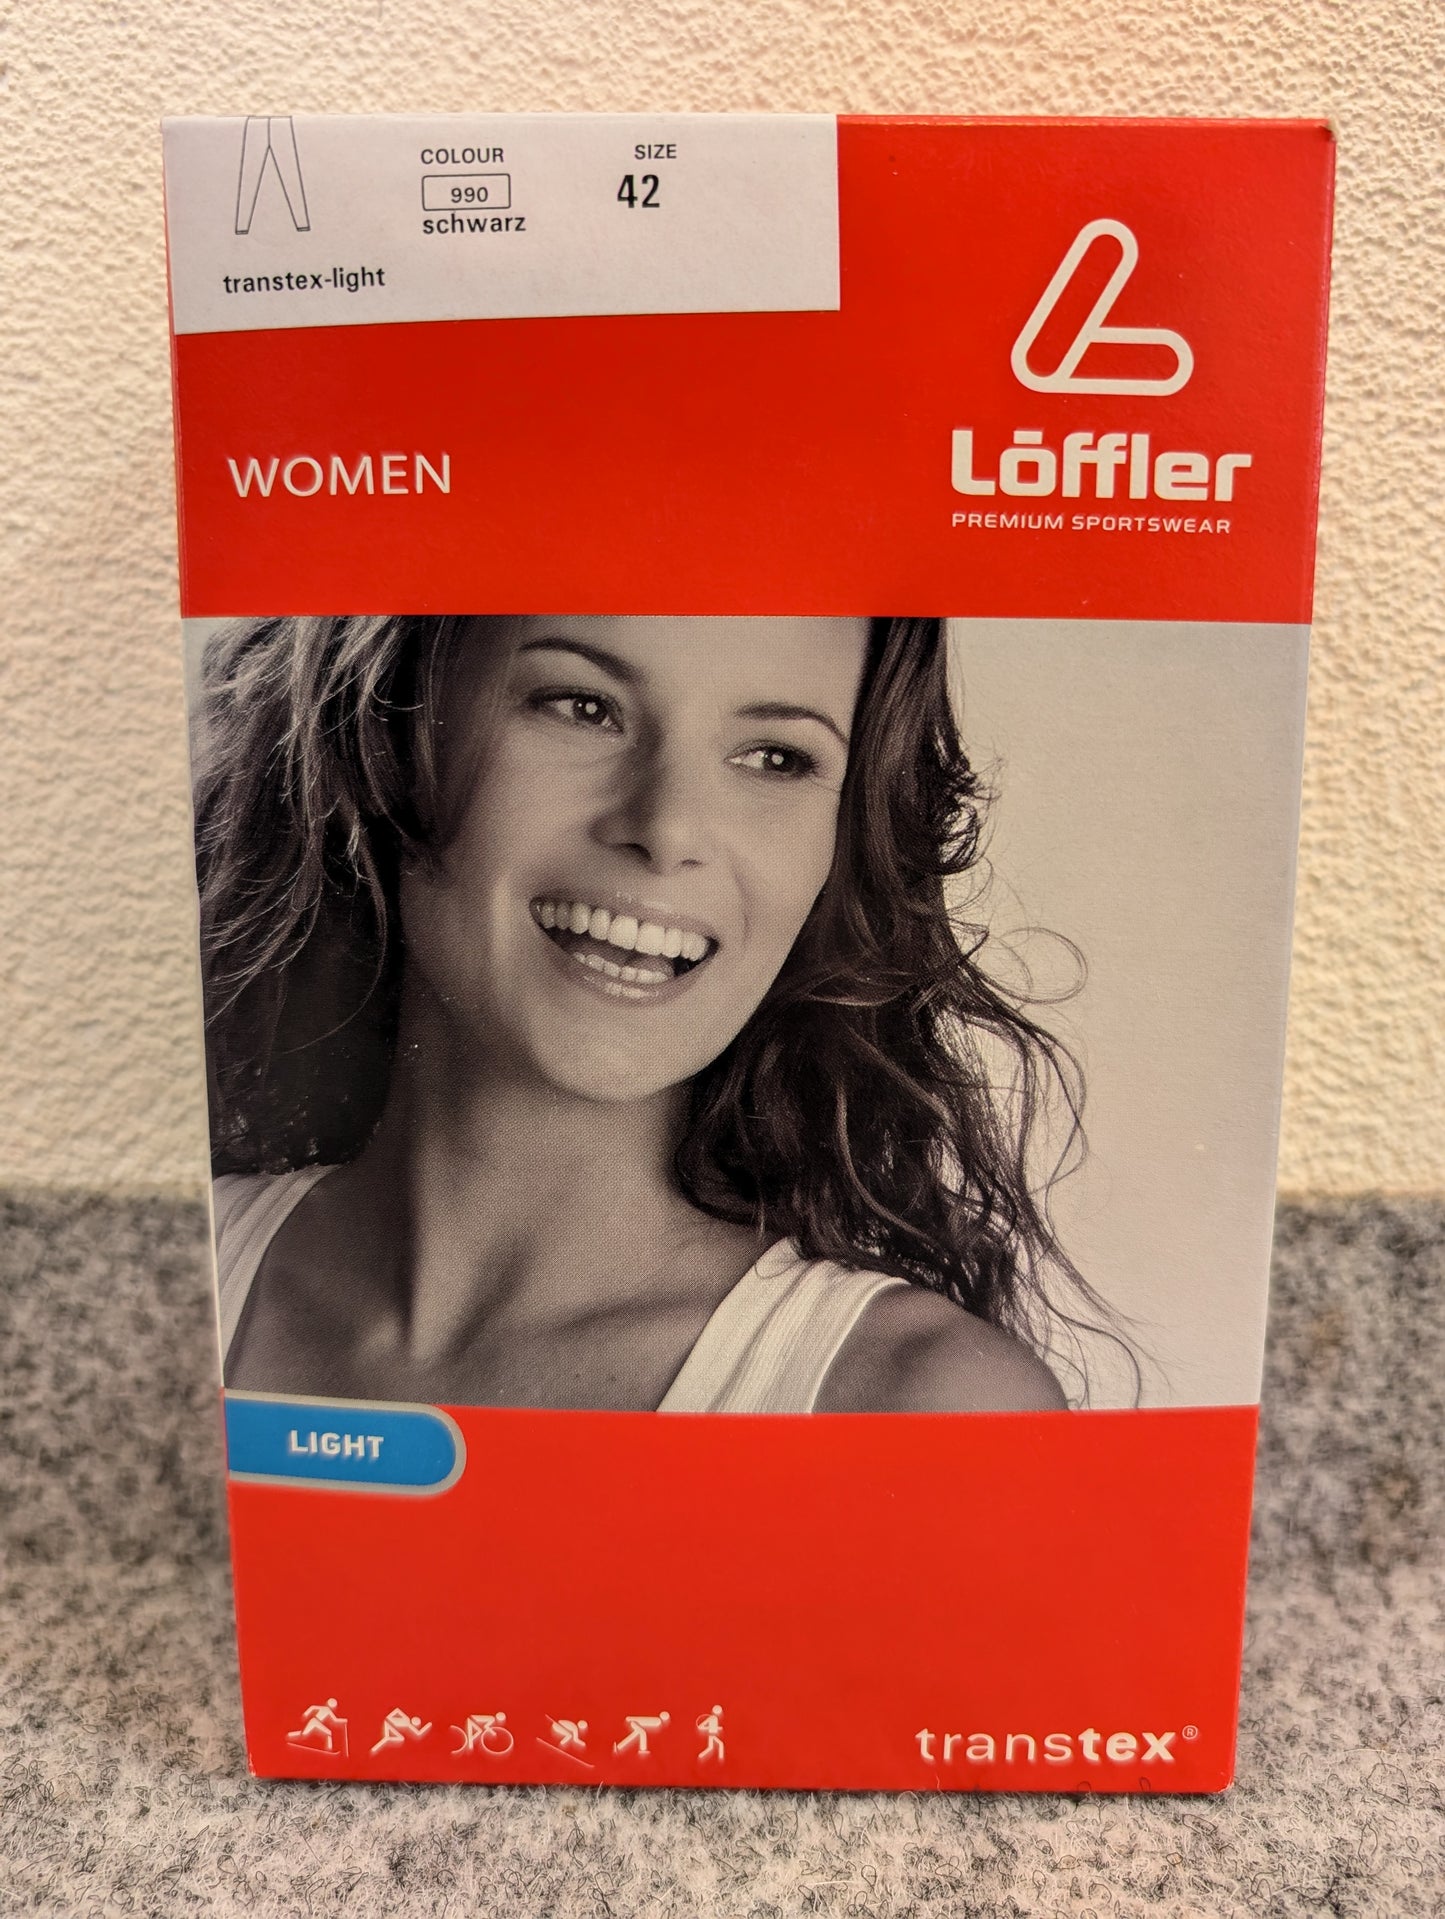 COLOUR
990
schwarz
SIZE
42
transtex-light
WOMEN
Löffler
PREMIUM SPORTSWEAR
LIGHT
transtex®